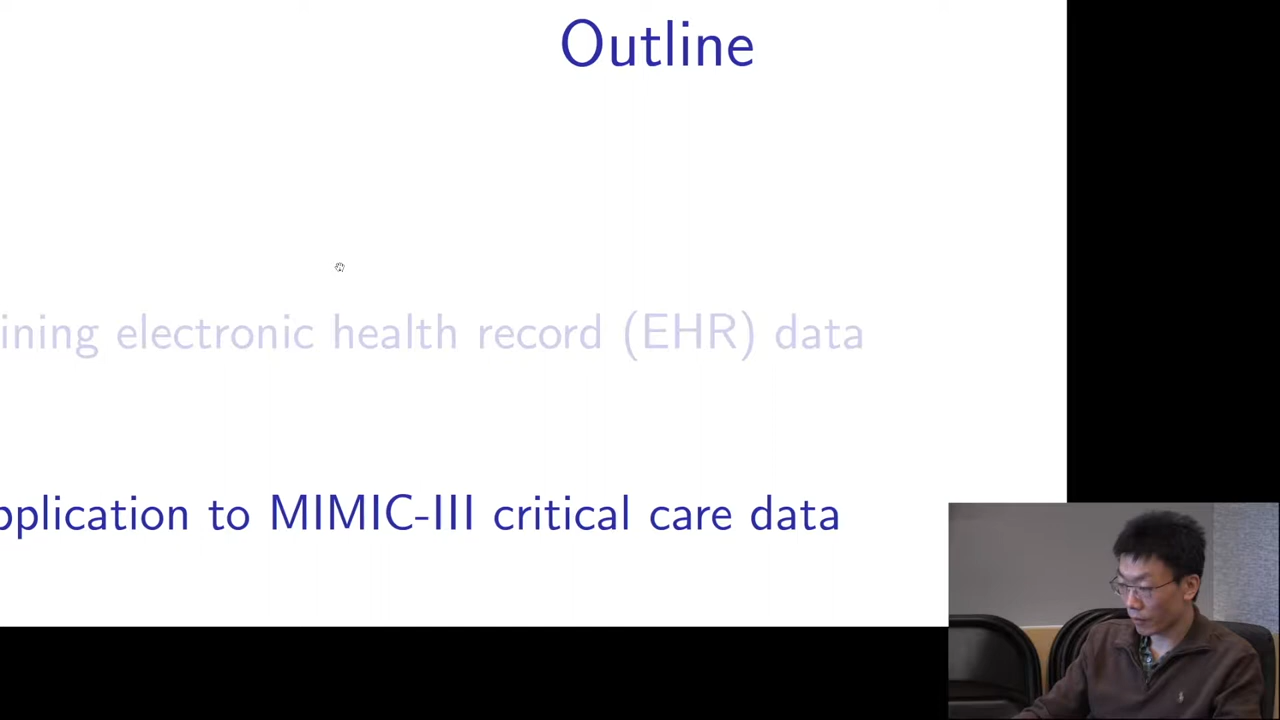 Outline
ining electronic health record (EHR) data
pplication to MIMIC-III critical care data